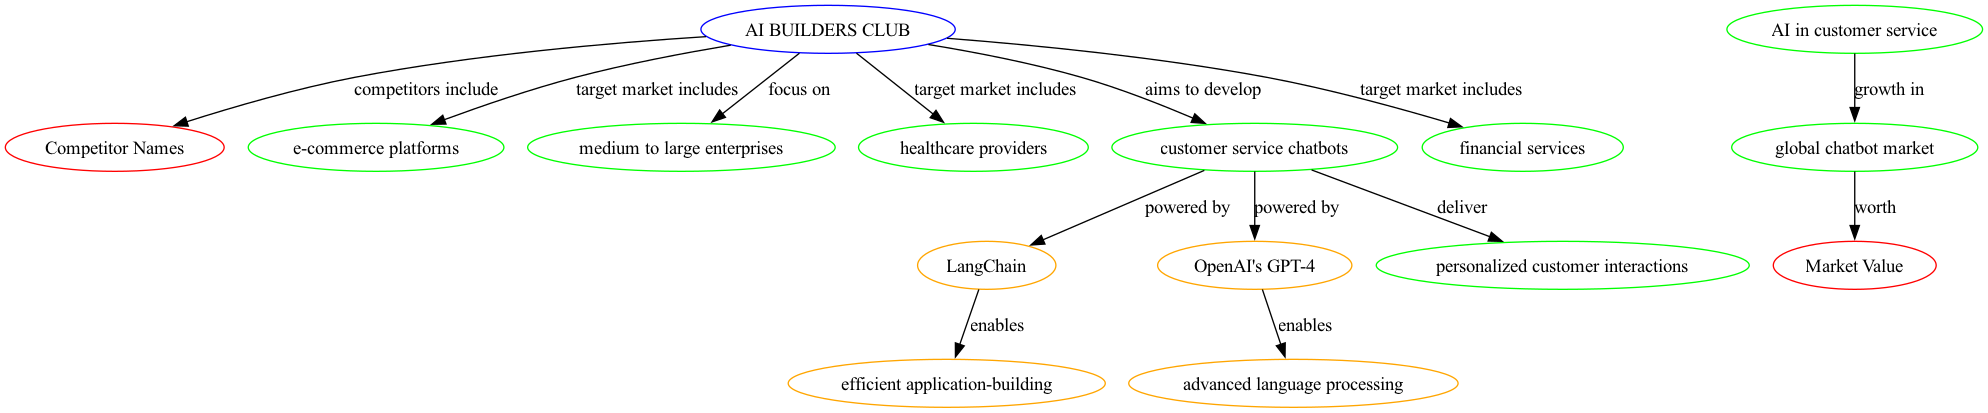 AI BUILDERS CLUB
AI in customer service
competitors include
target market includes
focus on
target market includes
aims to develop
target market includes
growth in
Competitor Names
e-commerce platforms
medium to large enterprises
healthcare providers
customer service chatbots
financial services
global chatbot market
powered by
powered by
deliver
worth
LangChain
OpenAI's GPT-4
personalized customer interactions
Market Value
enables
enables
efficient application-building
advanced language processing